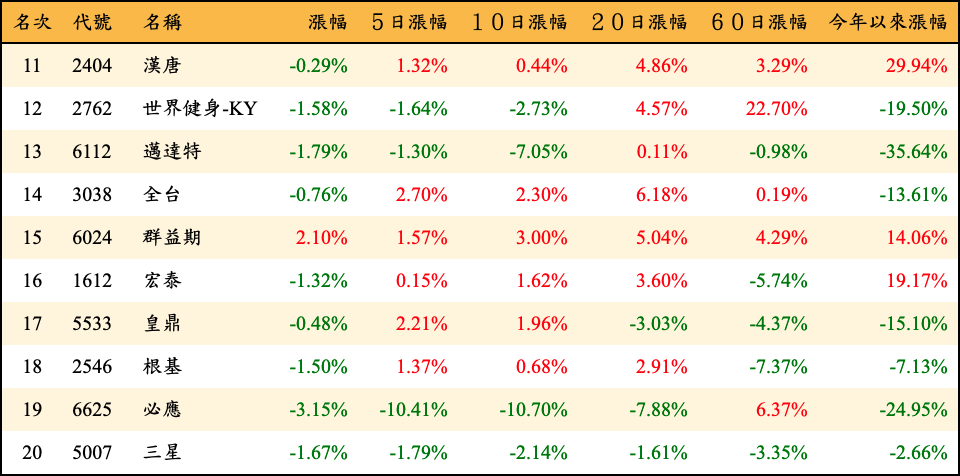 名次 代號 名稱 漲幅 ５日漲幅 １０日漲幅 ２０日漲幅 ６０日漲幅 今年以來漲幅
11 2404 漢唐 -0.29% 1.32% 0.44% 4.86% 3.29% 29.94%
12 2762 世界健身-KY -1.58% -1.64% -2.73% 4.57% 22.70% -19.50%
13 6112 邁達特 -1.79% -1.30% -7.05% 0.11% -0.98% -35.64%
14 3038 全台 -0.76% 2.70% 2.30% 6.18% 0.19% -13.61%
15 6024 群益期 2.10% 1.57% 3.00% 5.04% 4.29% 14.06%
16 1612 宏泰 -1.32% 0.15% 1.62% 3.60% -5.74% 19.17%
17 5533 皇鼎 -0.48% 2.21% 1.96% -3.03% -4.37% -15.10%
18 2546 根基 -1.50% 1.37% 0.68% 2.91% -7.37% -7.13%
19 6625 必應 -3.15% -10.41% -10.70% -7.88% 6.37% -24.95%
20 5007 三星 -1.67% -1.79% -2.14% -1.61% -3.35% -2.66%